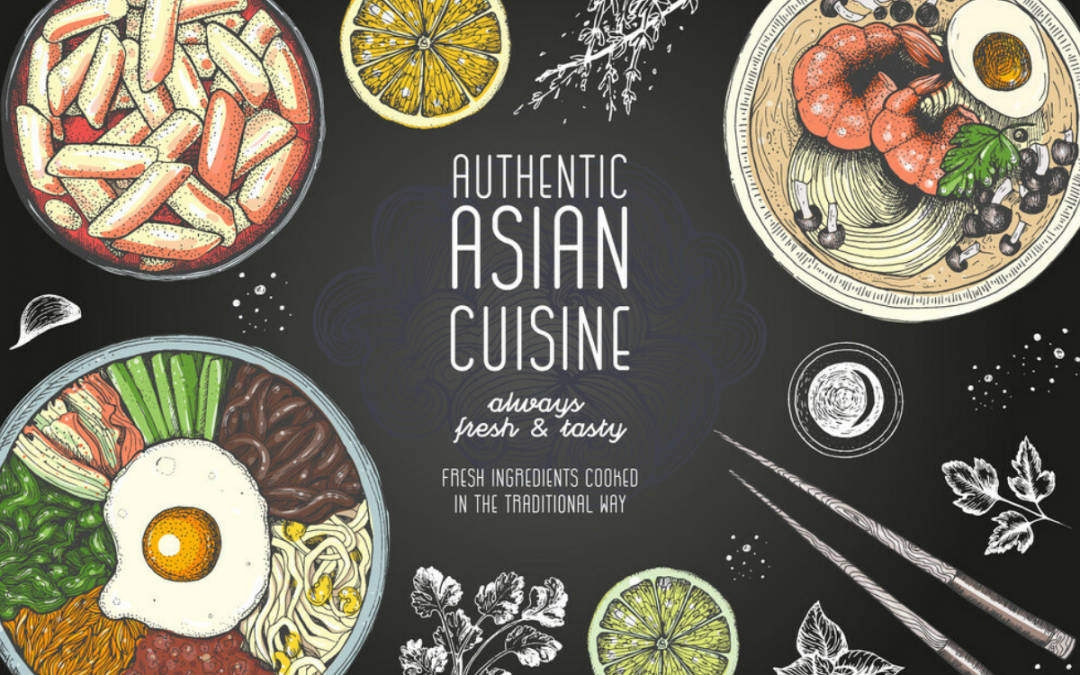 AUTHENTIC
ASIAN
CUISINE
always
fresh & tasty
FRESH INGREDIENTS COOKED
IN THE TRADITIONAL WAY